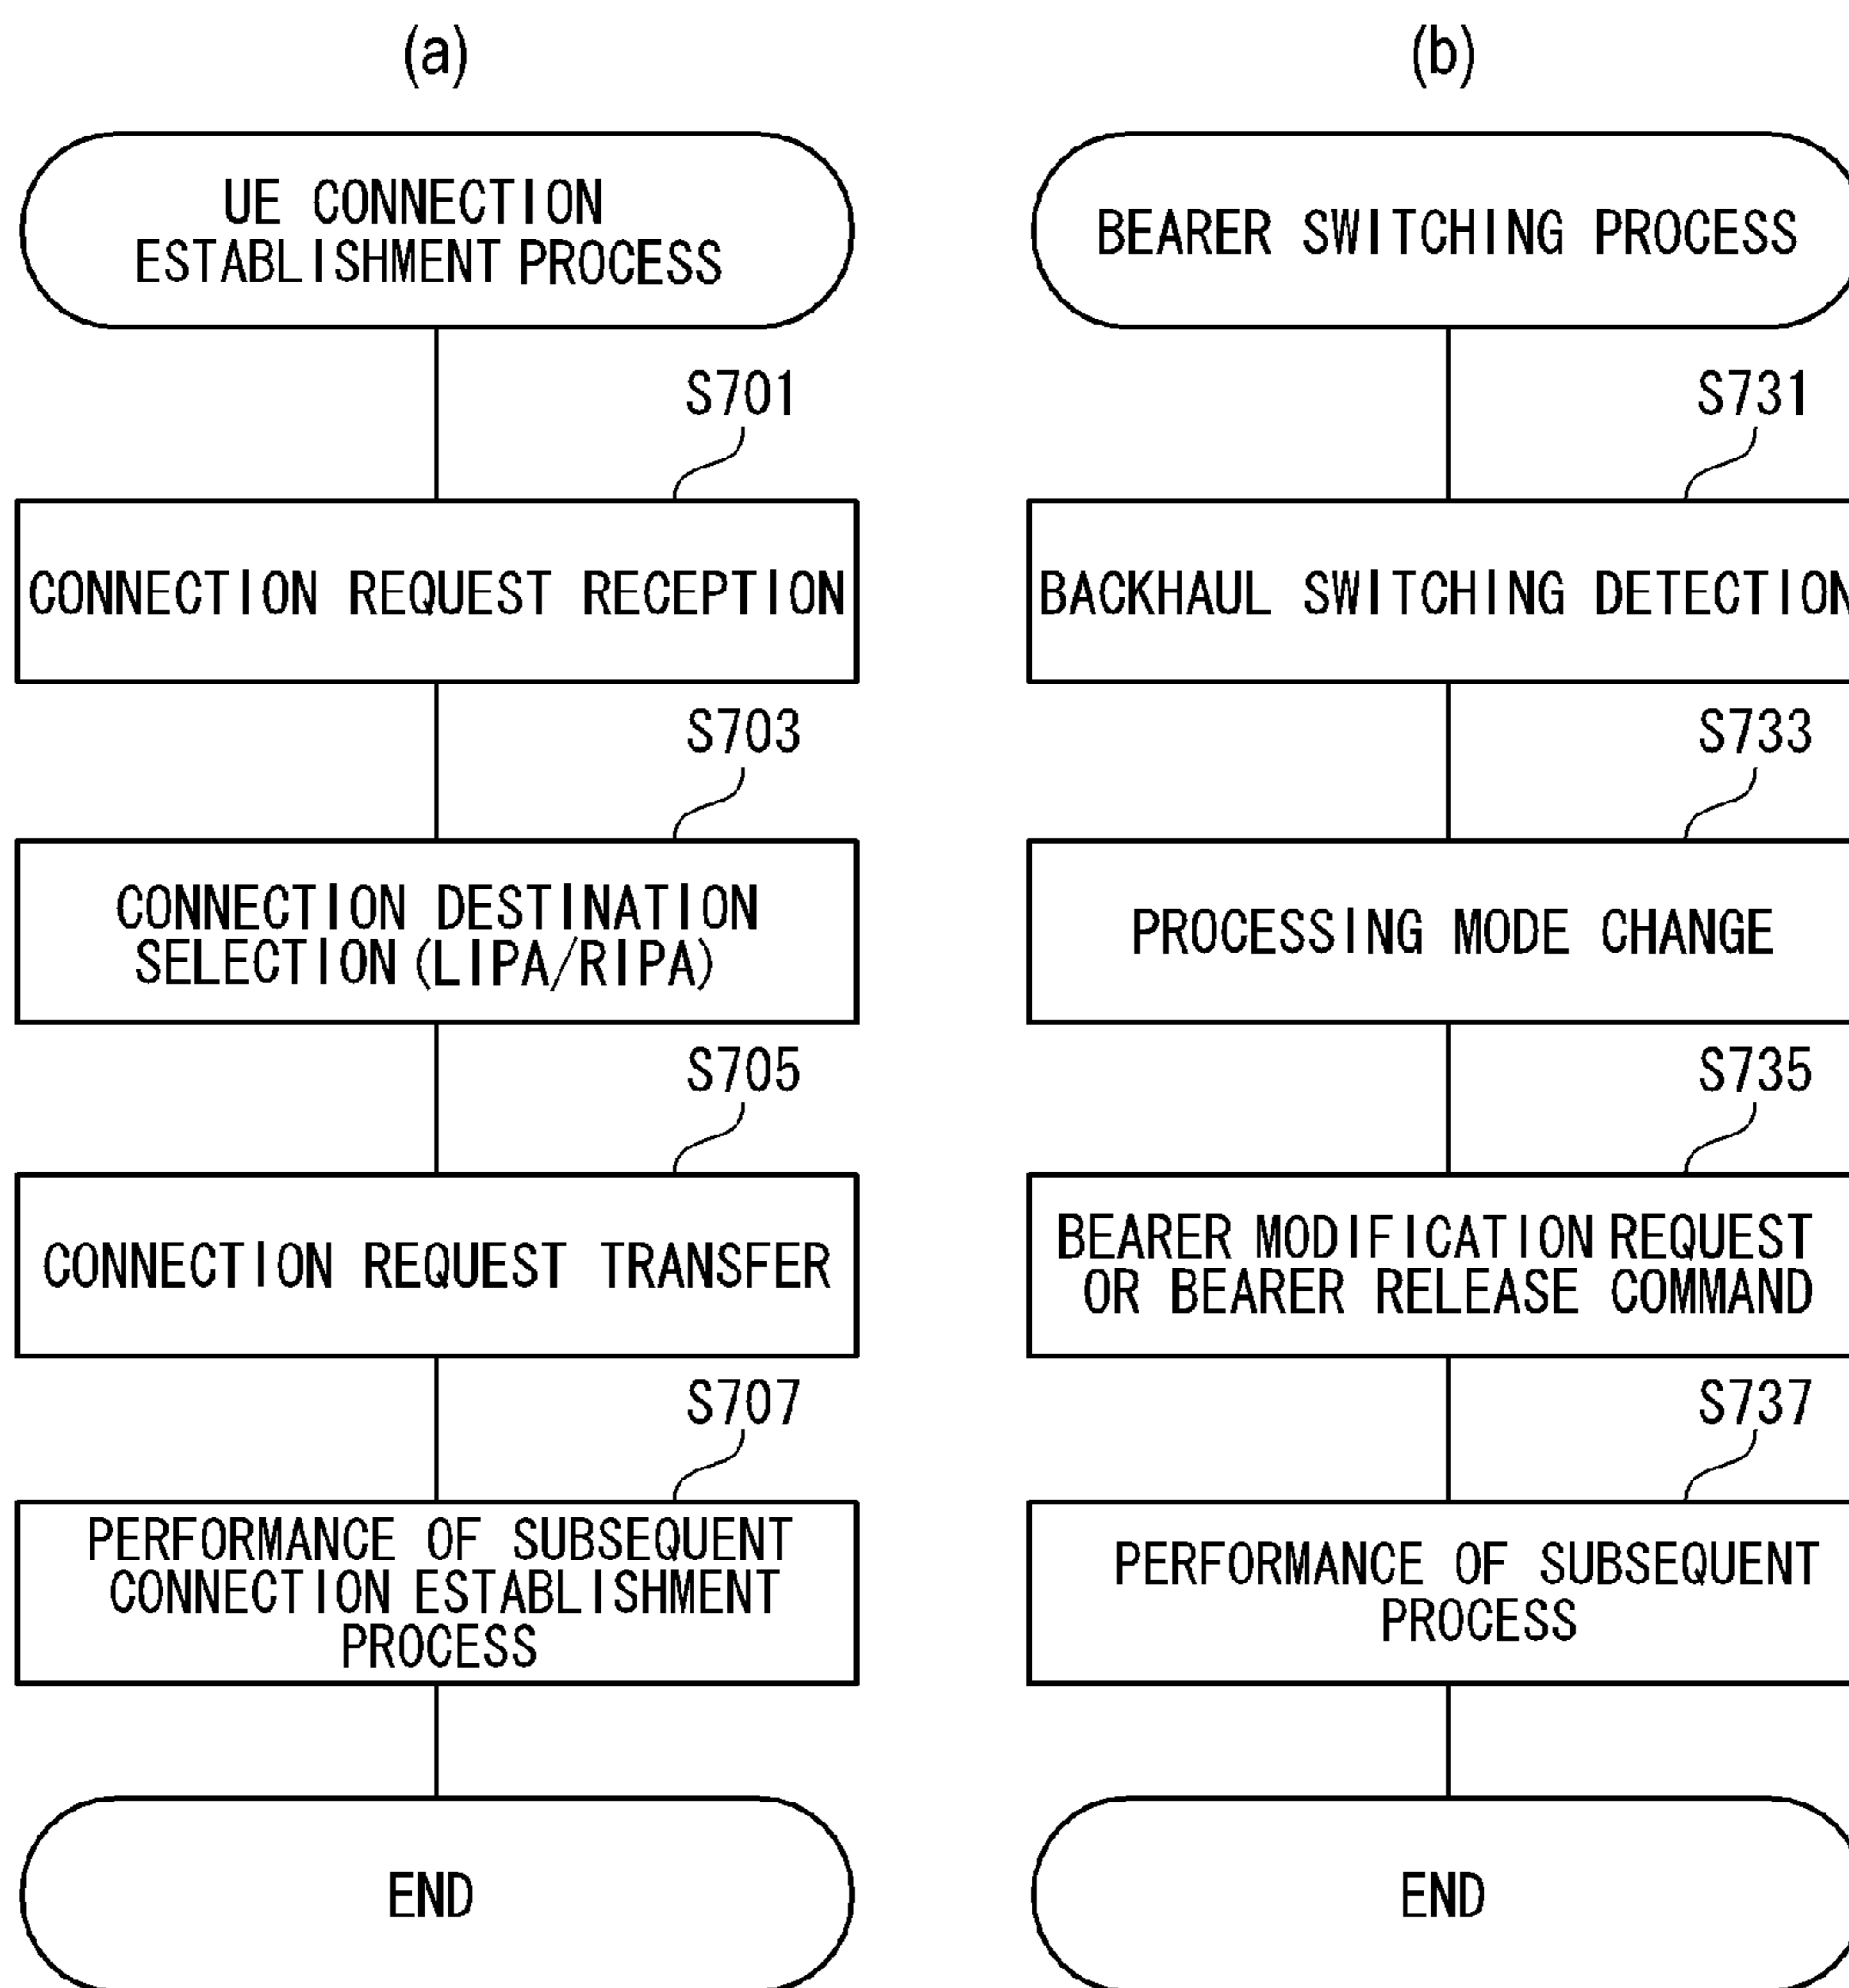 (a)
UE CONNECTION
ESTABLISHMENT PROCESS
S701
CONNECTION REQUEST RECEPTION
S703
CONNECTION DESTINATION
SELECTION (LIPA/RIPA)
S705
CONNECTION REQUEST TRANSFER
S707
PERFORMANCE OF SUBSEQUENT
CONNECTION ESTABLISHMENT
PROCESS
END
(b)
BEARER SWITCHING PROCESS
S731
BACKHAUL SWITCHING DETECTION
S733
PROCESSING MODE CHANGE
S735
BEARER MODIFICATION REQUEST
OR BEARER RELEASE COMMAND
S737
PERFORMANCE OF SUBSEQUENT
PROCESS
END